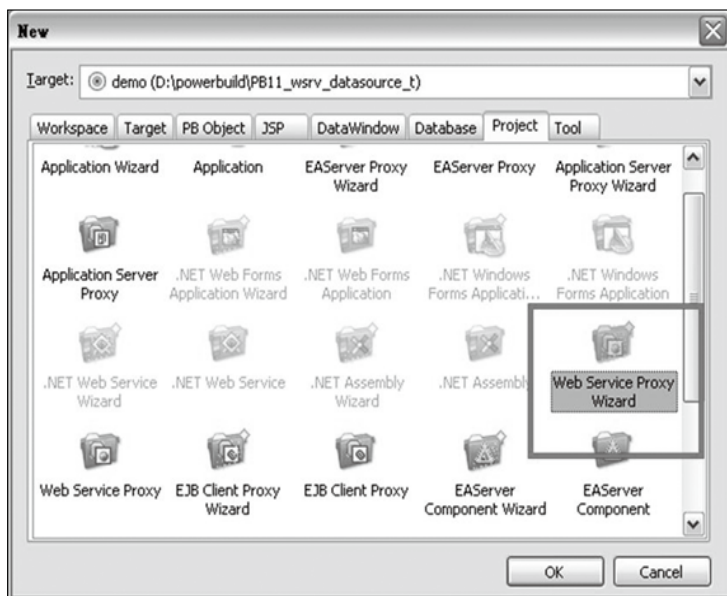 New
Target: demo (D:\powerbuild\PB11_wsrv_datasource_t)
Workspace Target PB Object JSP DataWindow Database Project Tool
Application Wizard Application EAServer Proxy Wizard EAServer Proxy Application Server Proxy Wizard
Application Server Proxy .NET Web Forms Application Wizard .NET Web Forms Application .NET Windows Forms Applicati... .NET Windows Forms Application
.NET Web Service Wizard .NET Web Service .NET Assembly Wizard .NET Assembly Web Service Proxy Wizard
Web Service Proxy EJB Client Proxy Wizard EJB Client Proxy EAServer Component Wizard EAServer Component
OK Cancel